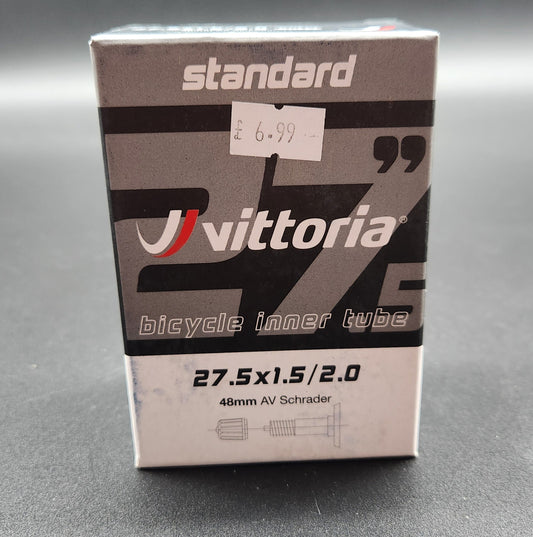 standard
£ 6.99
27.5"
vittoria®
bicycle inner tube
27.5x1.5/2.0
48mm AV Schrader